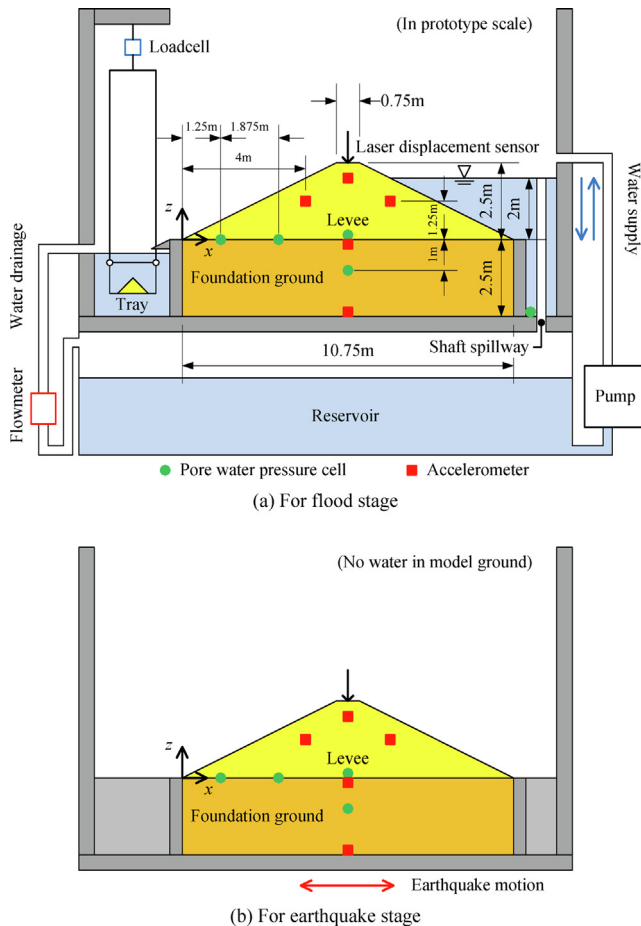 (In prototype scale)
Loadcell
0.75m
1.25m
1.875m
Laser displacement sensor
4m
z
2.5m
2m
1.25m
Levee
x
1m
Water supply
Water drainage
Foundation ground
2.5m
Tray
Shaft spillway
10.75m
Flowmeter
Pump
Reservoir
Pore water pressure cell
Accelerometer
(a) For flood stage
(No water in model ground)
z
Levee
x
Foundation ground
Earthquake motion
(b) For earthquake stage